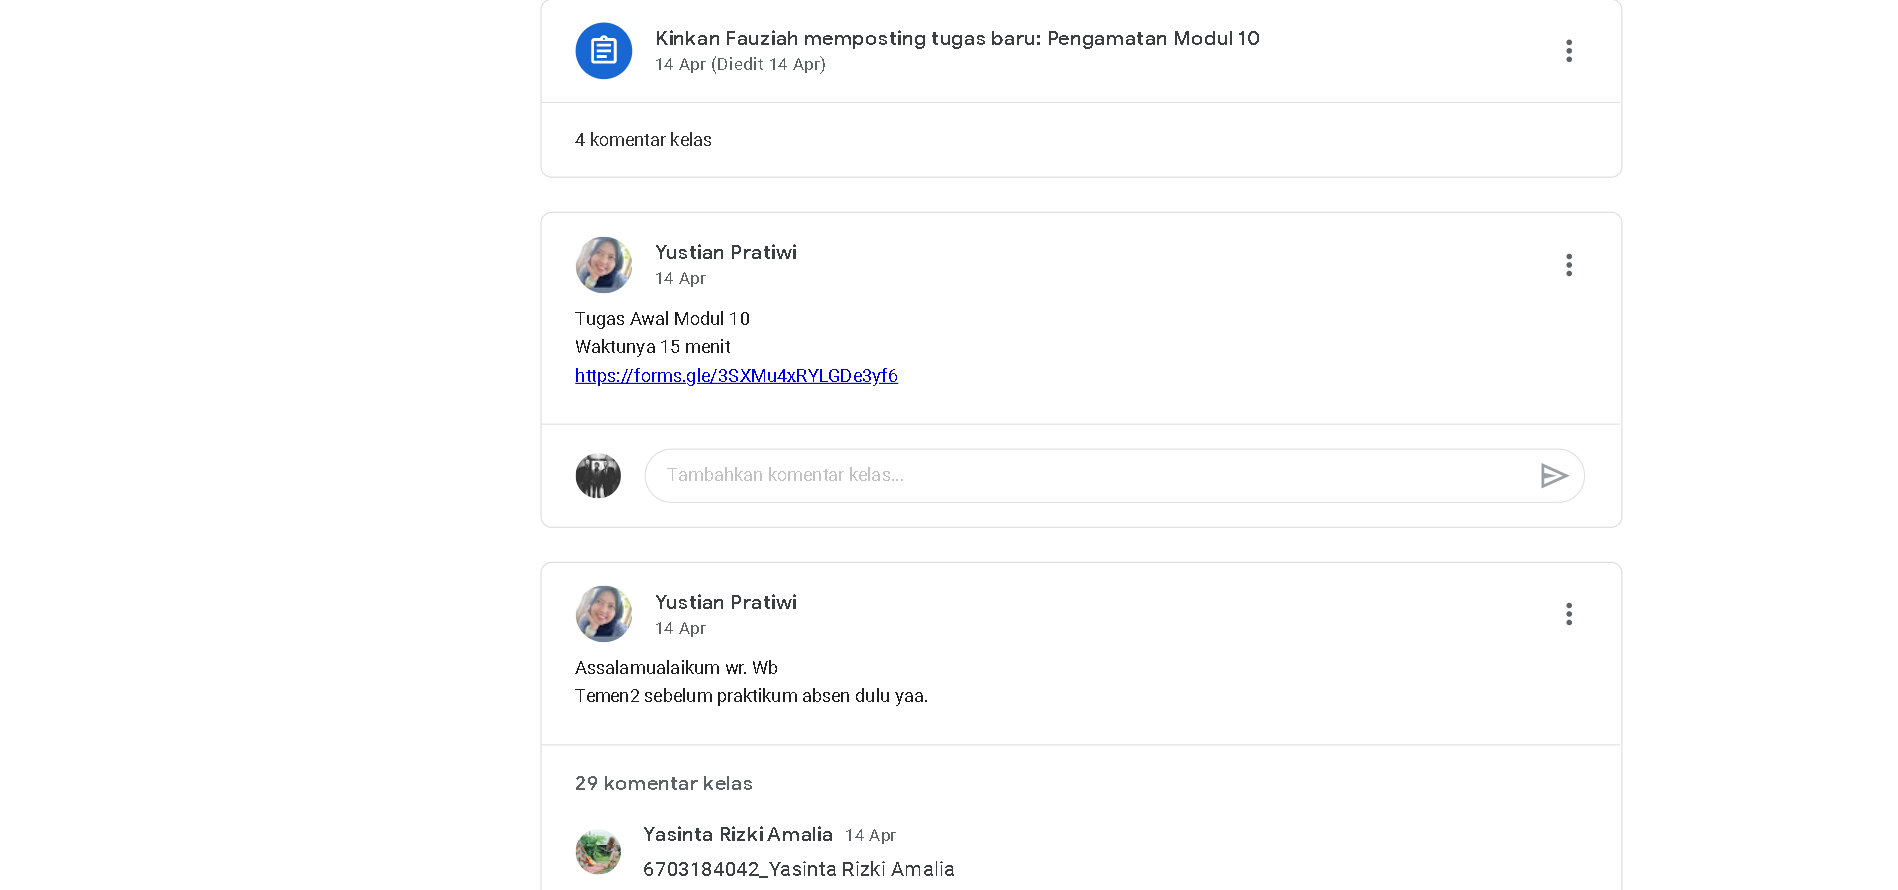 Kinkan Fauziah memposting tugas baru: Pengamatan Modul 10
14 Apr (Diedit 14 Apr)
4 komentar kelas
Yustian Pratiwi
14 Apr
Tugas Awal Modul 10
Waktunya 15 menit
https://forms.gle/3SXMu4xRYLGDe3yf6
Tambahkan komentar kelas...
Yustian Pratiwi
14 Apr
Assalamualaikum wr. Wb
Temen2 sebelum praktikum absen dulu yaa.
29 komentar kelas
Yasinta Rizki Amalia 14 Apr
6703184042_Yasinta Rizki Amalia